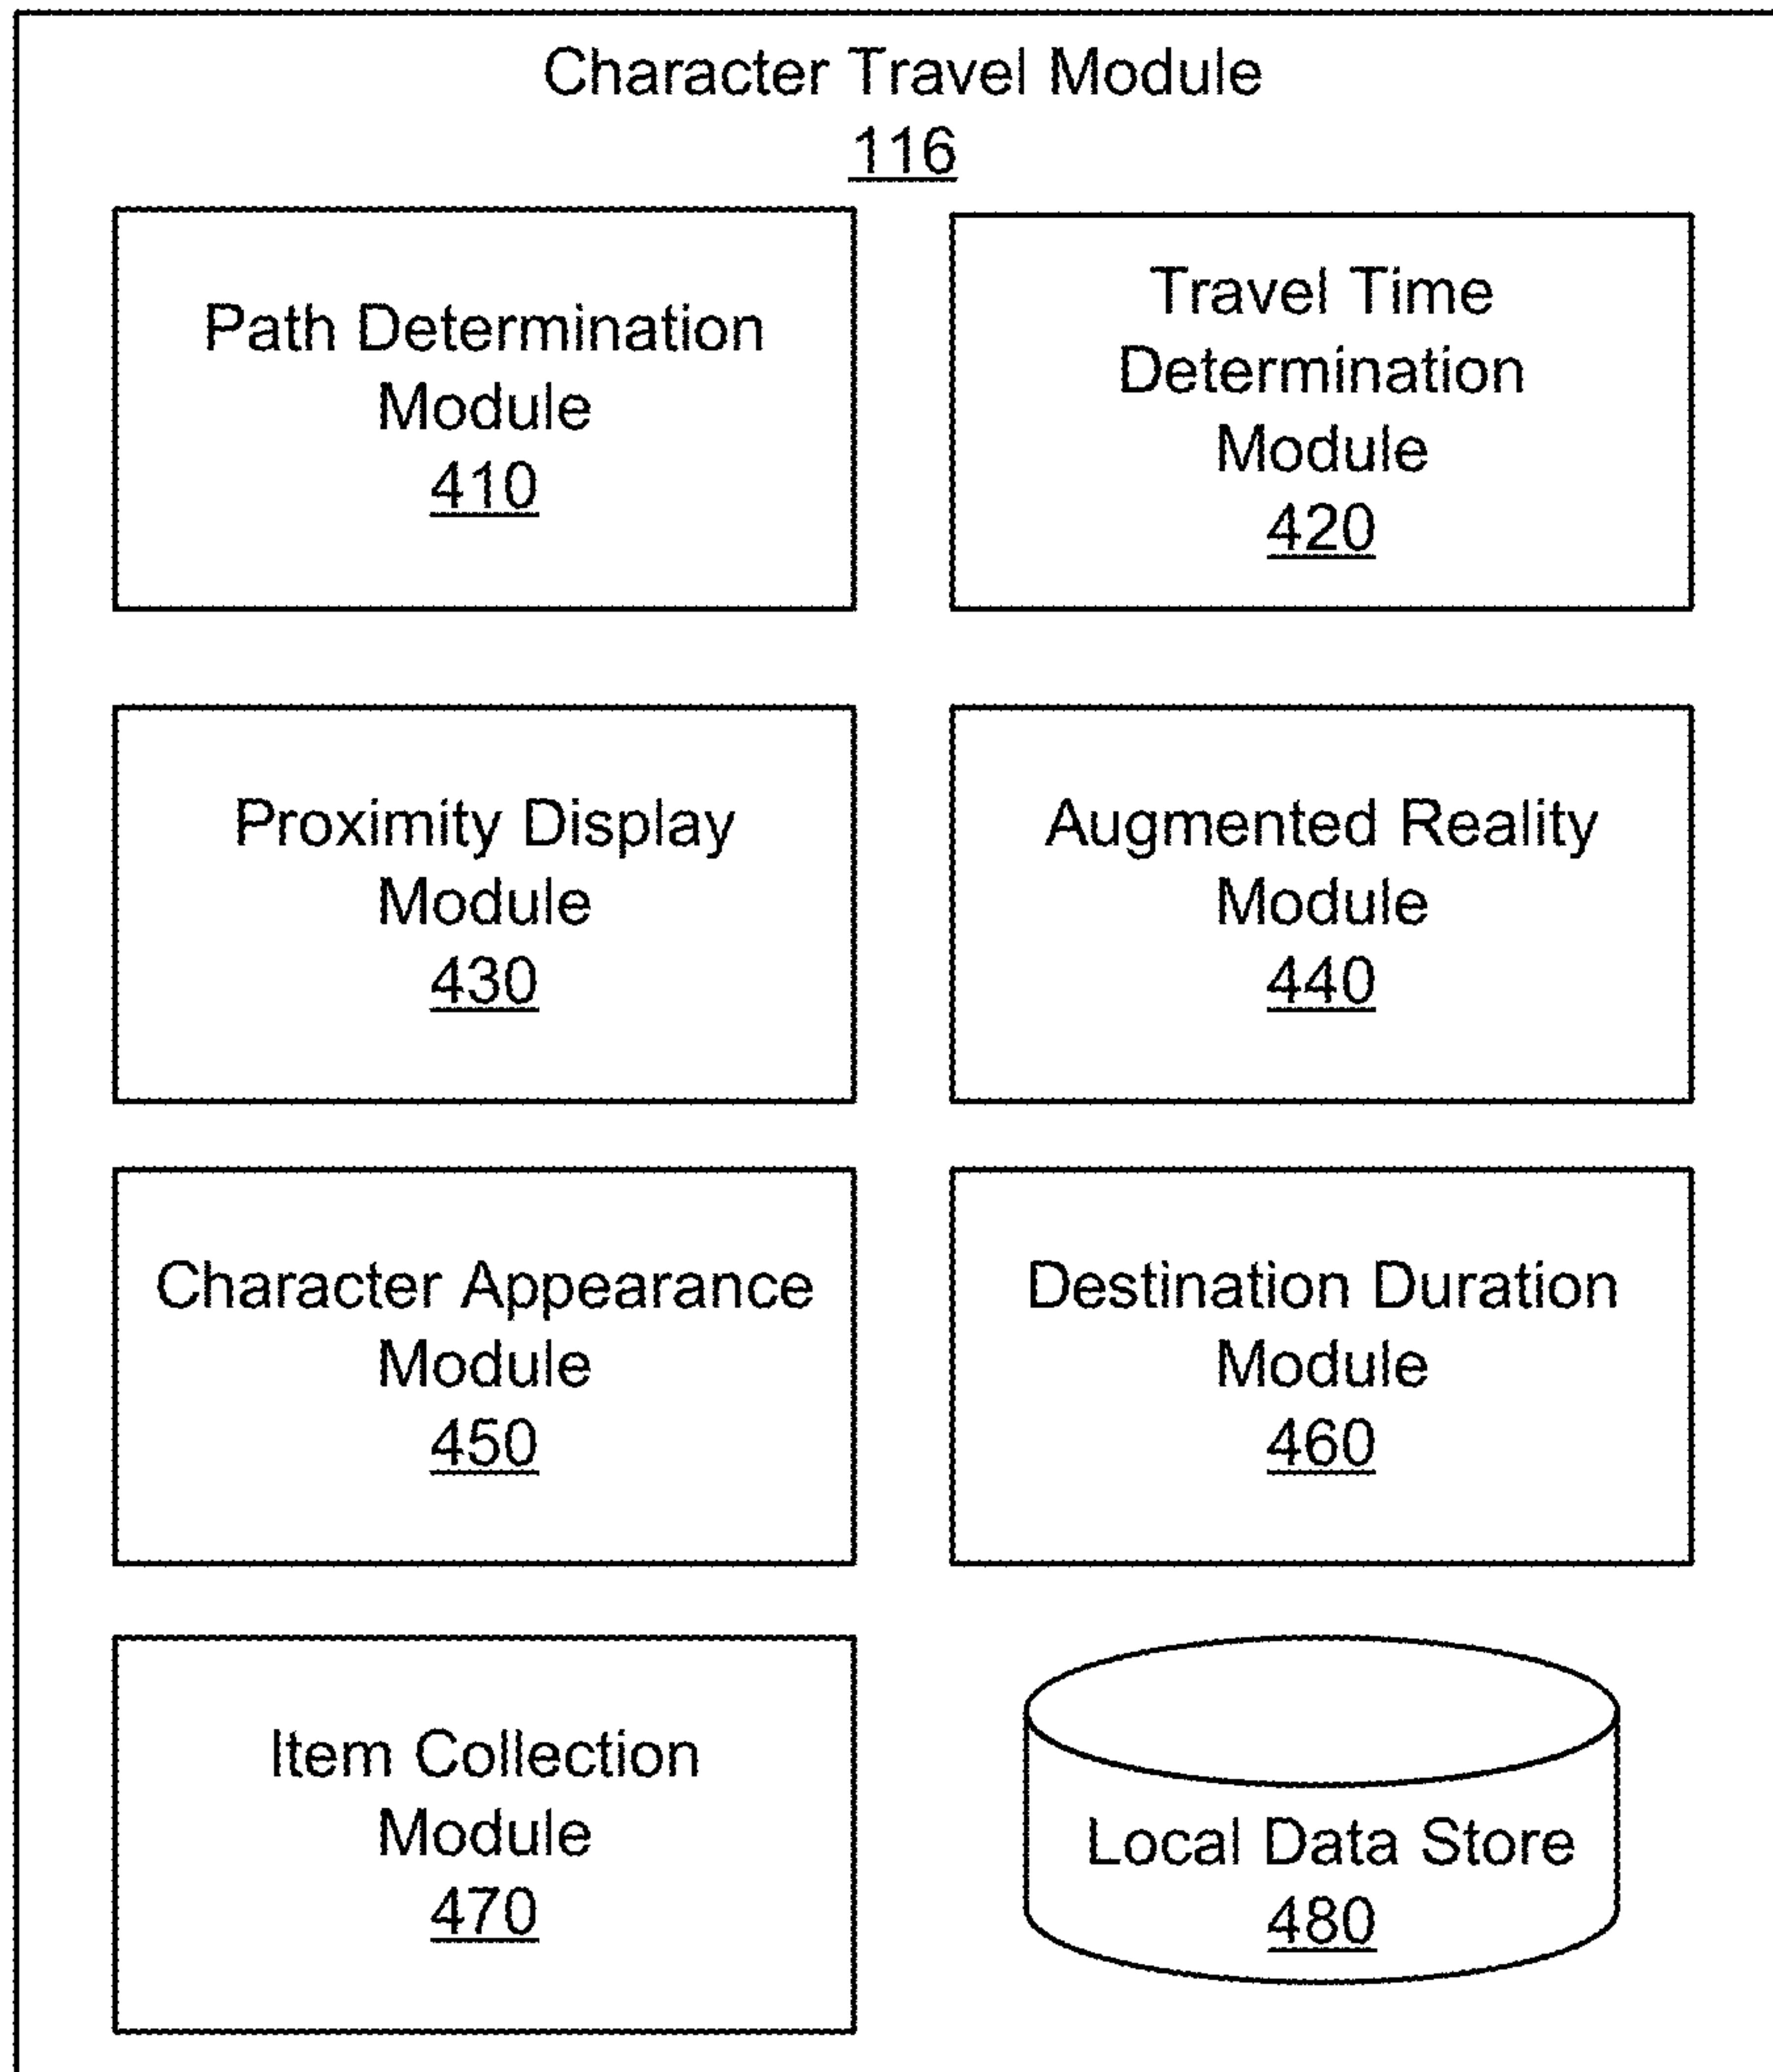 Character Travel Module
116
Path Determination
Module
410
Travel Time
Determination
Module
420
Proximity Display
Module
430
Augmented Reality
Module
440
Character Appearance
Module
450
Destination Duration
Module
460
Item Collection
Module
470
Local Data Store
480